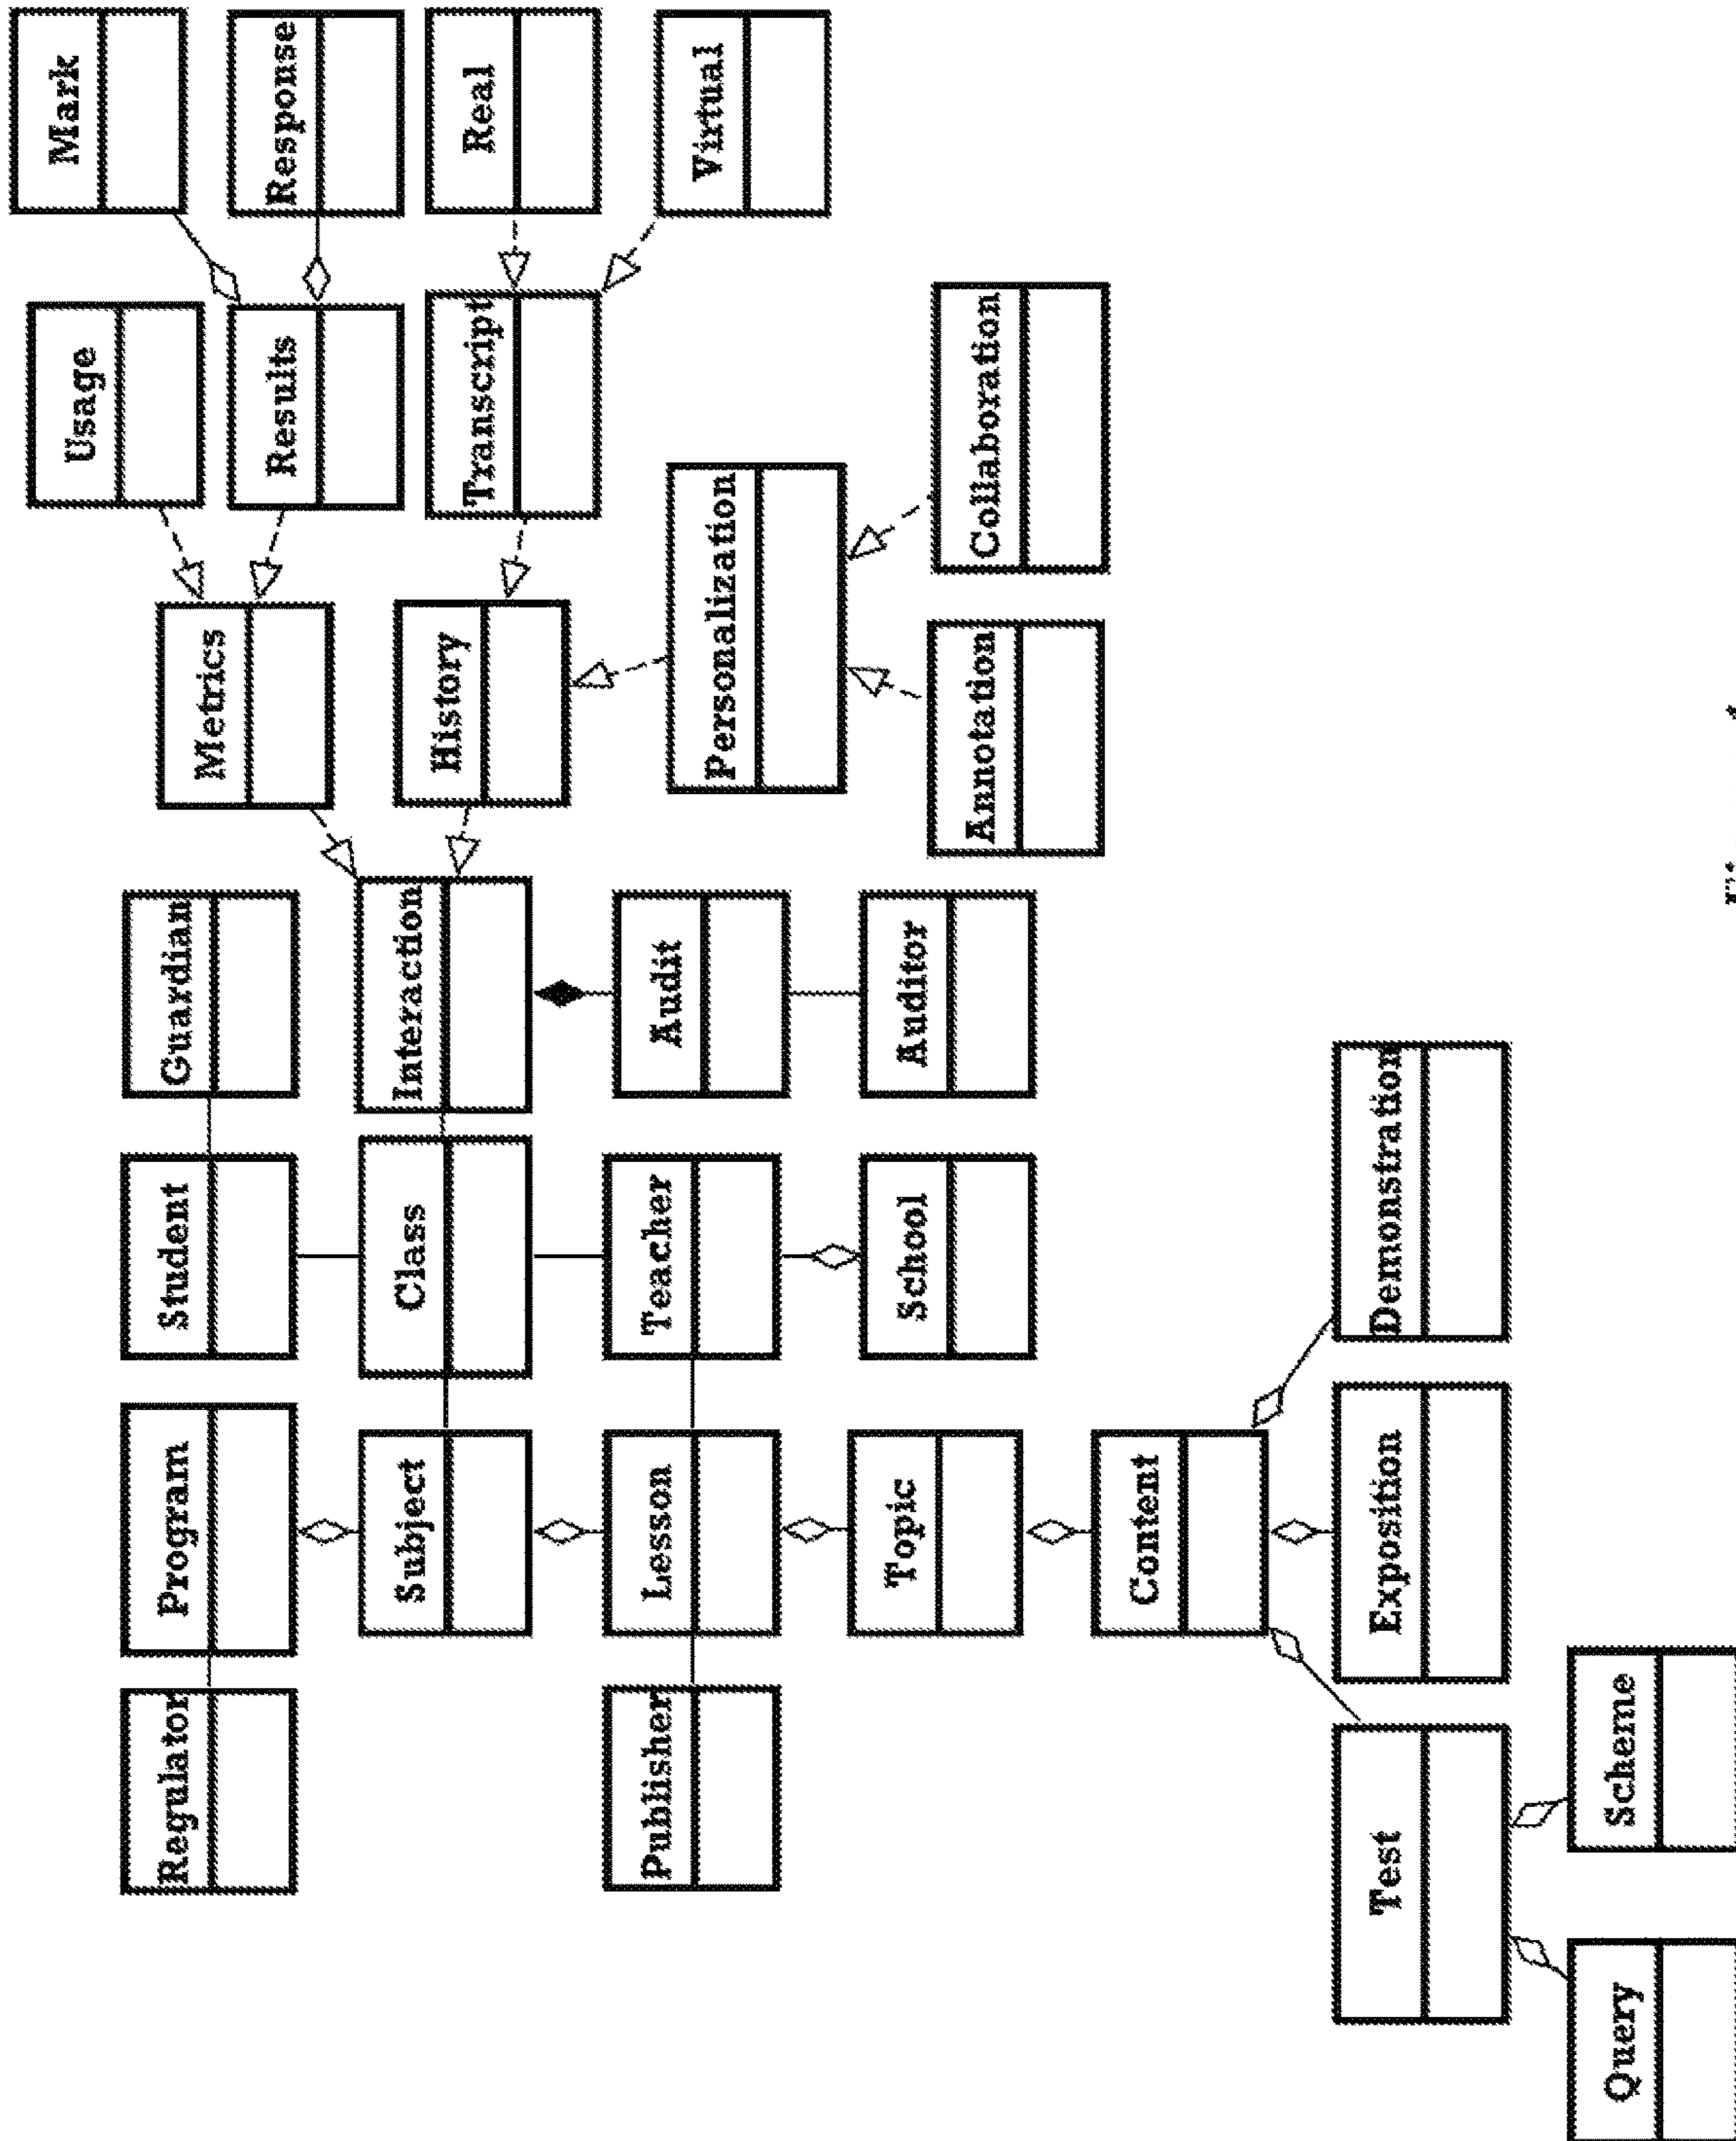 Usage
Mark
Regulator
Program
Student
Guardian
Metrics
Results
Response
Subject
Class
Interaction
History
Transcript
Real
Publisher
Lesson
Teacher
Audit
Personalization
Virtual
Topic
School
Auditor
Annotation
Collaboration
Content
Test
Exposition
Demonstration
Query
Scheme